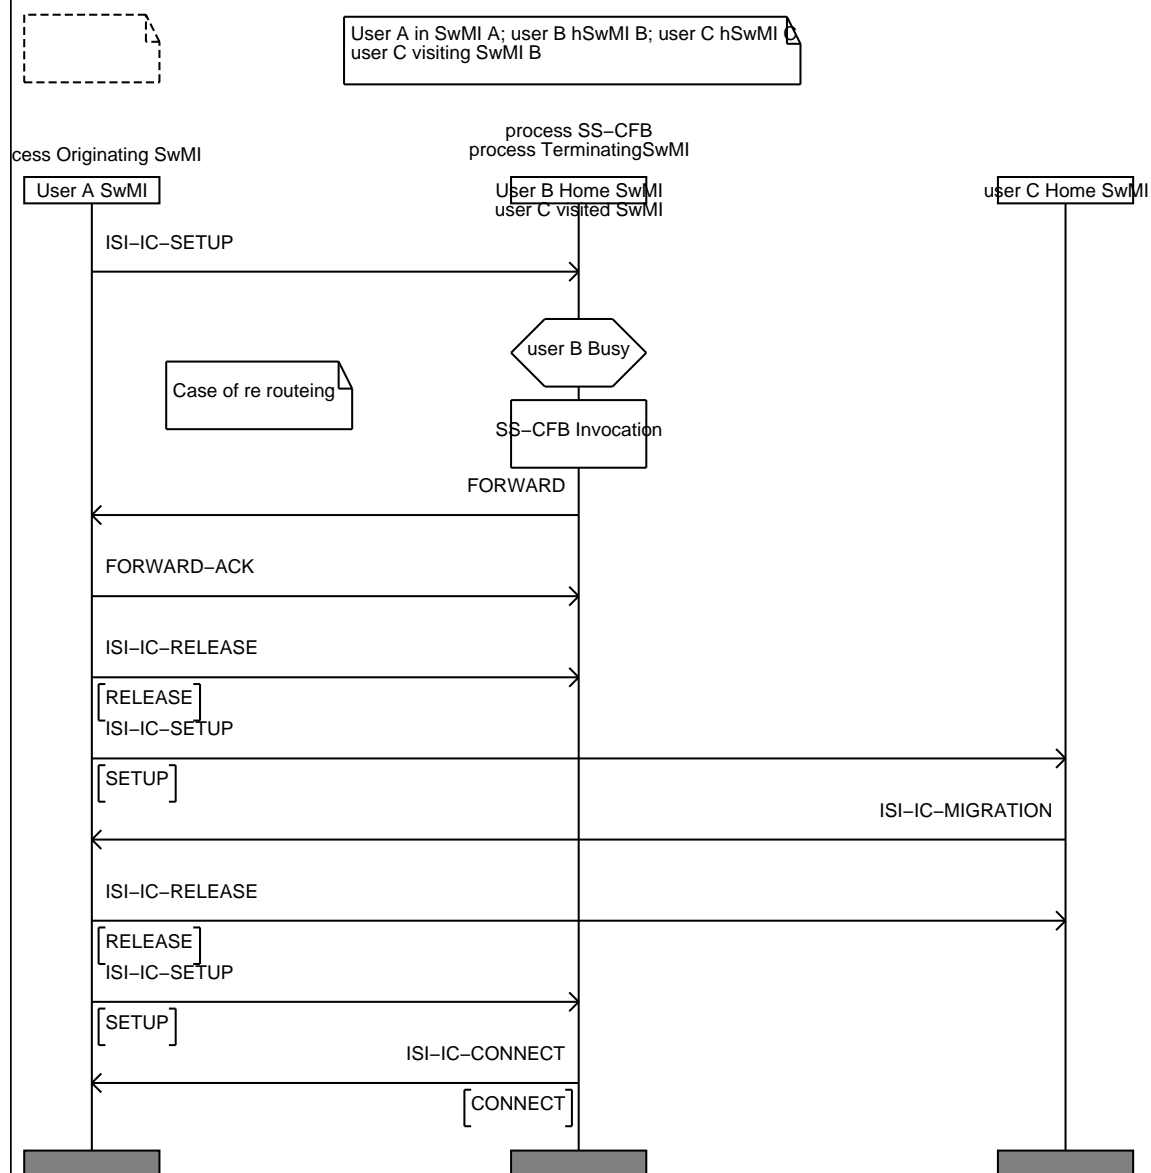 User A in SwMI A; user B hSwMI B; user C hSwMI C
user C visiting SwMI B
process SS−CFB
process TerminatingSwMI
cess Originating SwMI
User A SwMI
User B Home SwMI
user C visited SwMI
user C Home SwMI
ISI−IC−SETUP
user B Busy
Case of re routeing
SS−CFB Invocation
FORWARD
FORWARD−ACK
ISI−IC−RELEASE
RELEASE
ISI−IC−SETUP
SETUP
ISI−IC−MIGRATION
ISI−IC−RELEASE
RELEASE
ISI−IC−SETUP
SETUP
ISI−IC−CONNECT
CONNECT